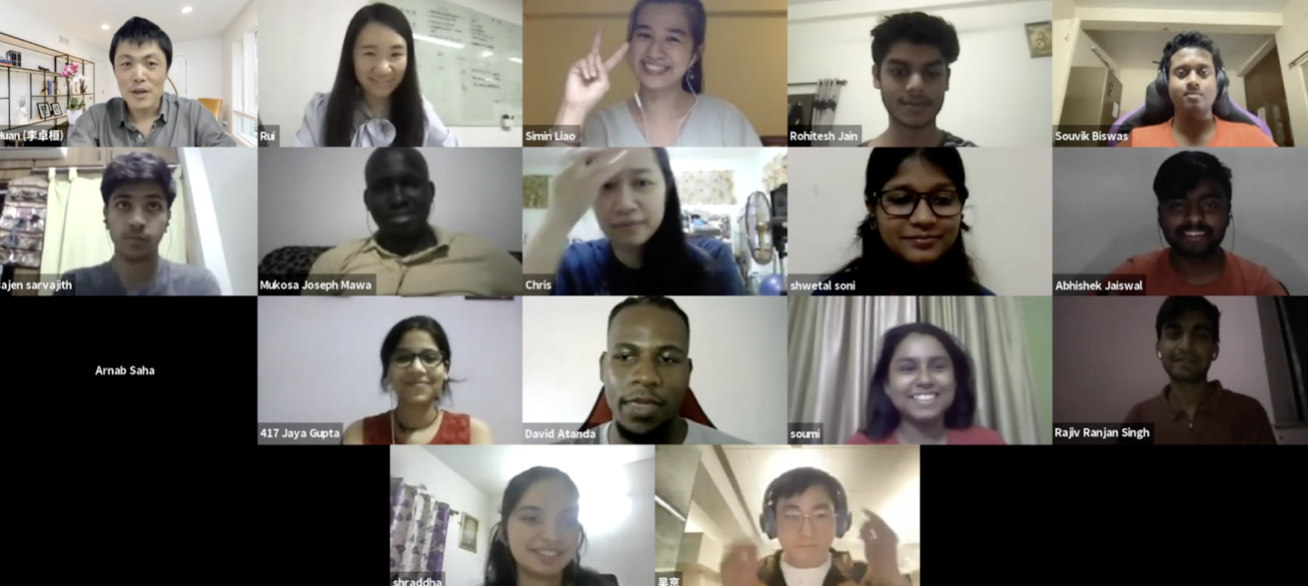 Huan (李卓桓)
Rui
Simin Liao
Rohitesh Jain
Souvik Biswas
ajen sarvajith
Mukosa Joseph Mawa
Chris
shwetal soni
Abhishek Jaiswal
Arnab Saha
417 Jaya Gupta
David Atanda
soumi
Rajiv Ranjan Singh
shraddha